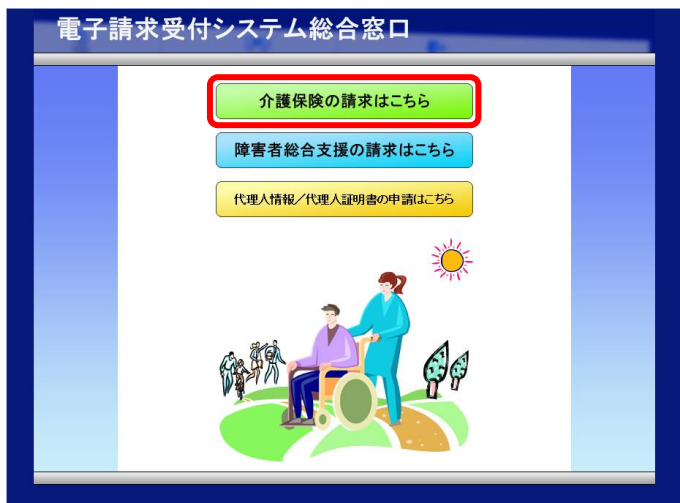 電子請求受付システム総合窓口
介護保険の請求はこちら
障害者総合支援の請求はこちら
代理人情報／代理人証明書の申請はこちら